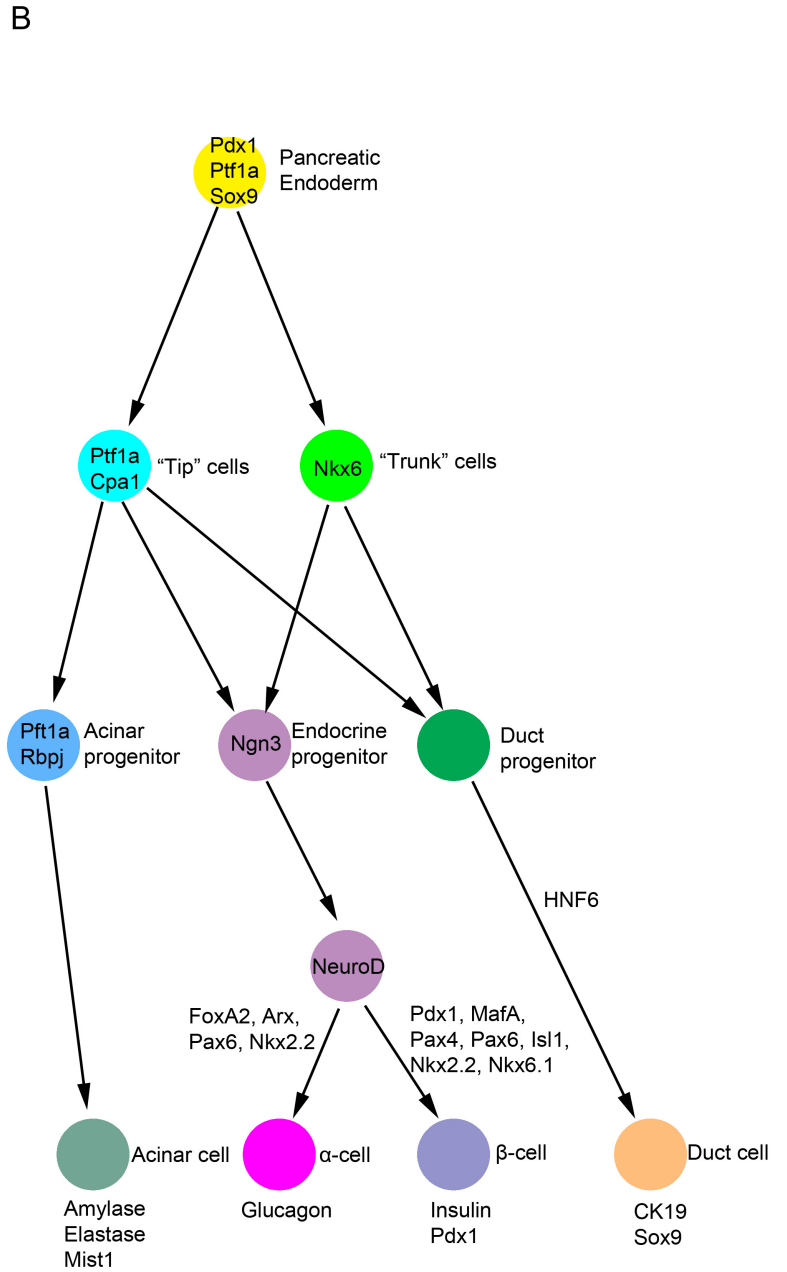 B
Pdx1
Ptf1a
Sox9
Pancreatic
Endoderm
Ptf1a
Cpa1
“Tip” cells
Nkx6
“Trunk” cells
Pft1a
Rbpj
Acinar
progenitor
Ngn3
Endocrine
progenitor
Duct
progenitor
HNF6
NeuroD
FoxA2, Arx,
Pax6, Nkx2.2
Pdx1, MafA,
Pax4, Pax6, Isl1,
Nkx2.2, Nkx6.1
Acinar cell
α-cell
β-cell
Duct cell
Amylase
Elastase
Mist1
Glucagon
Insulin
Pdx1
CK19
Sox9